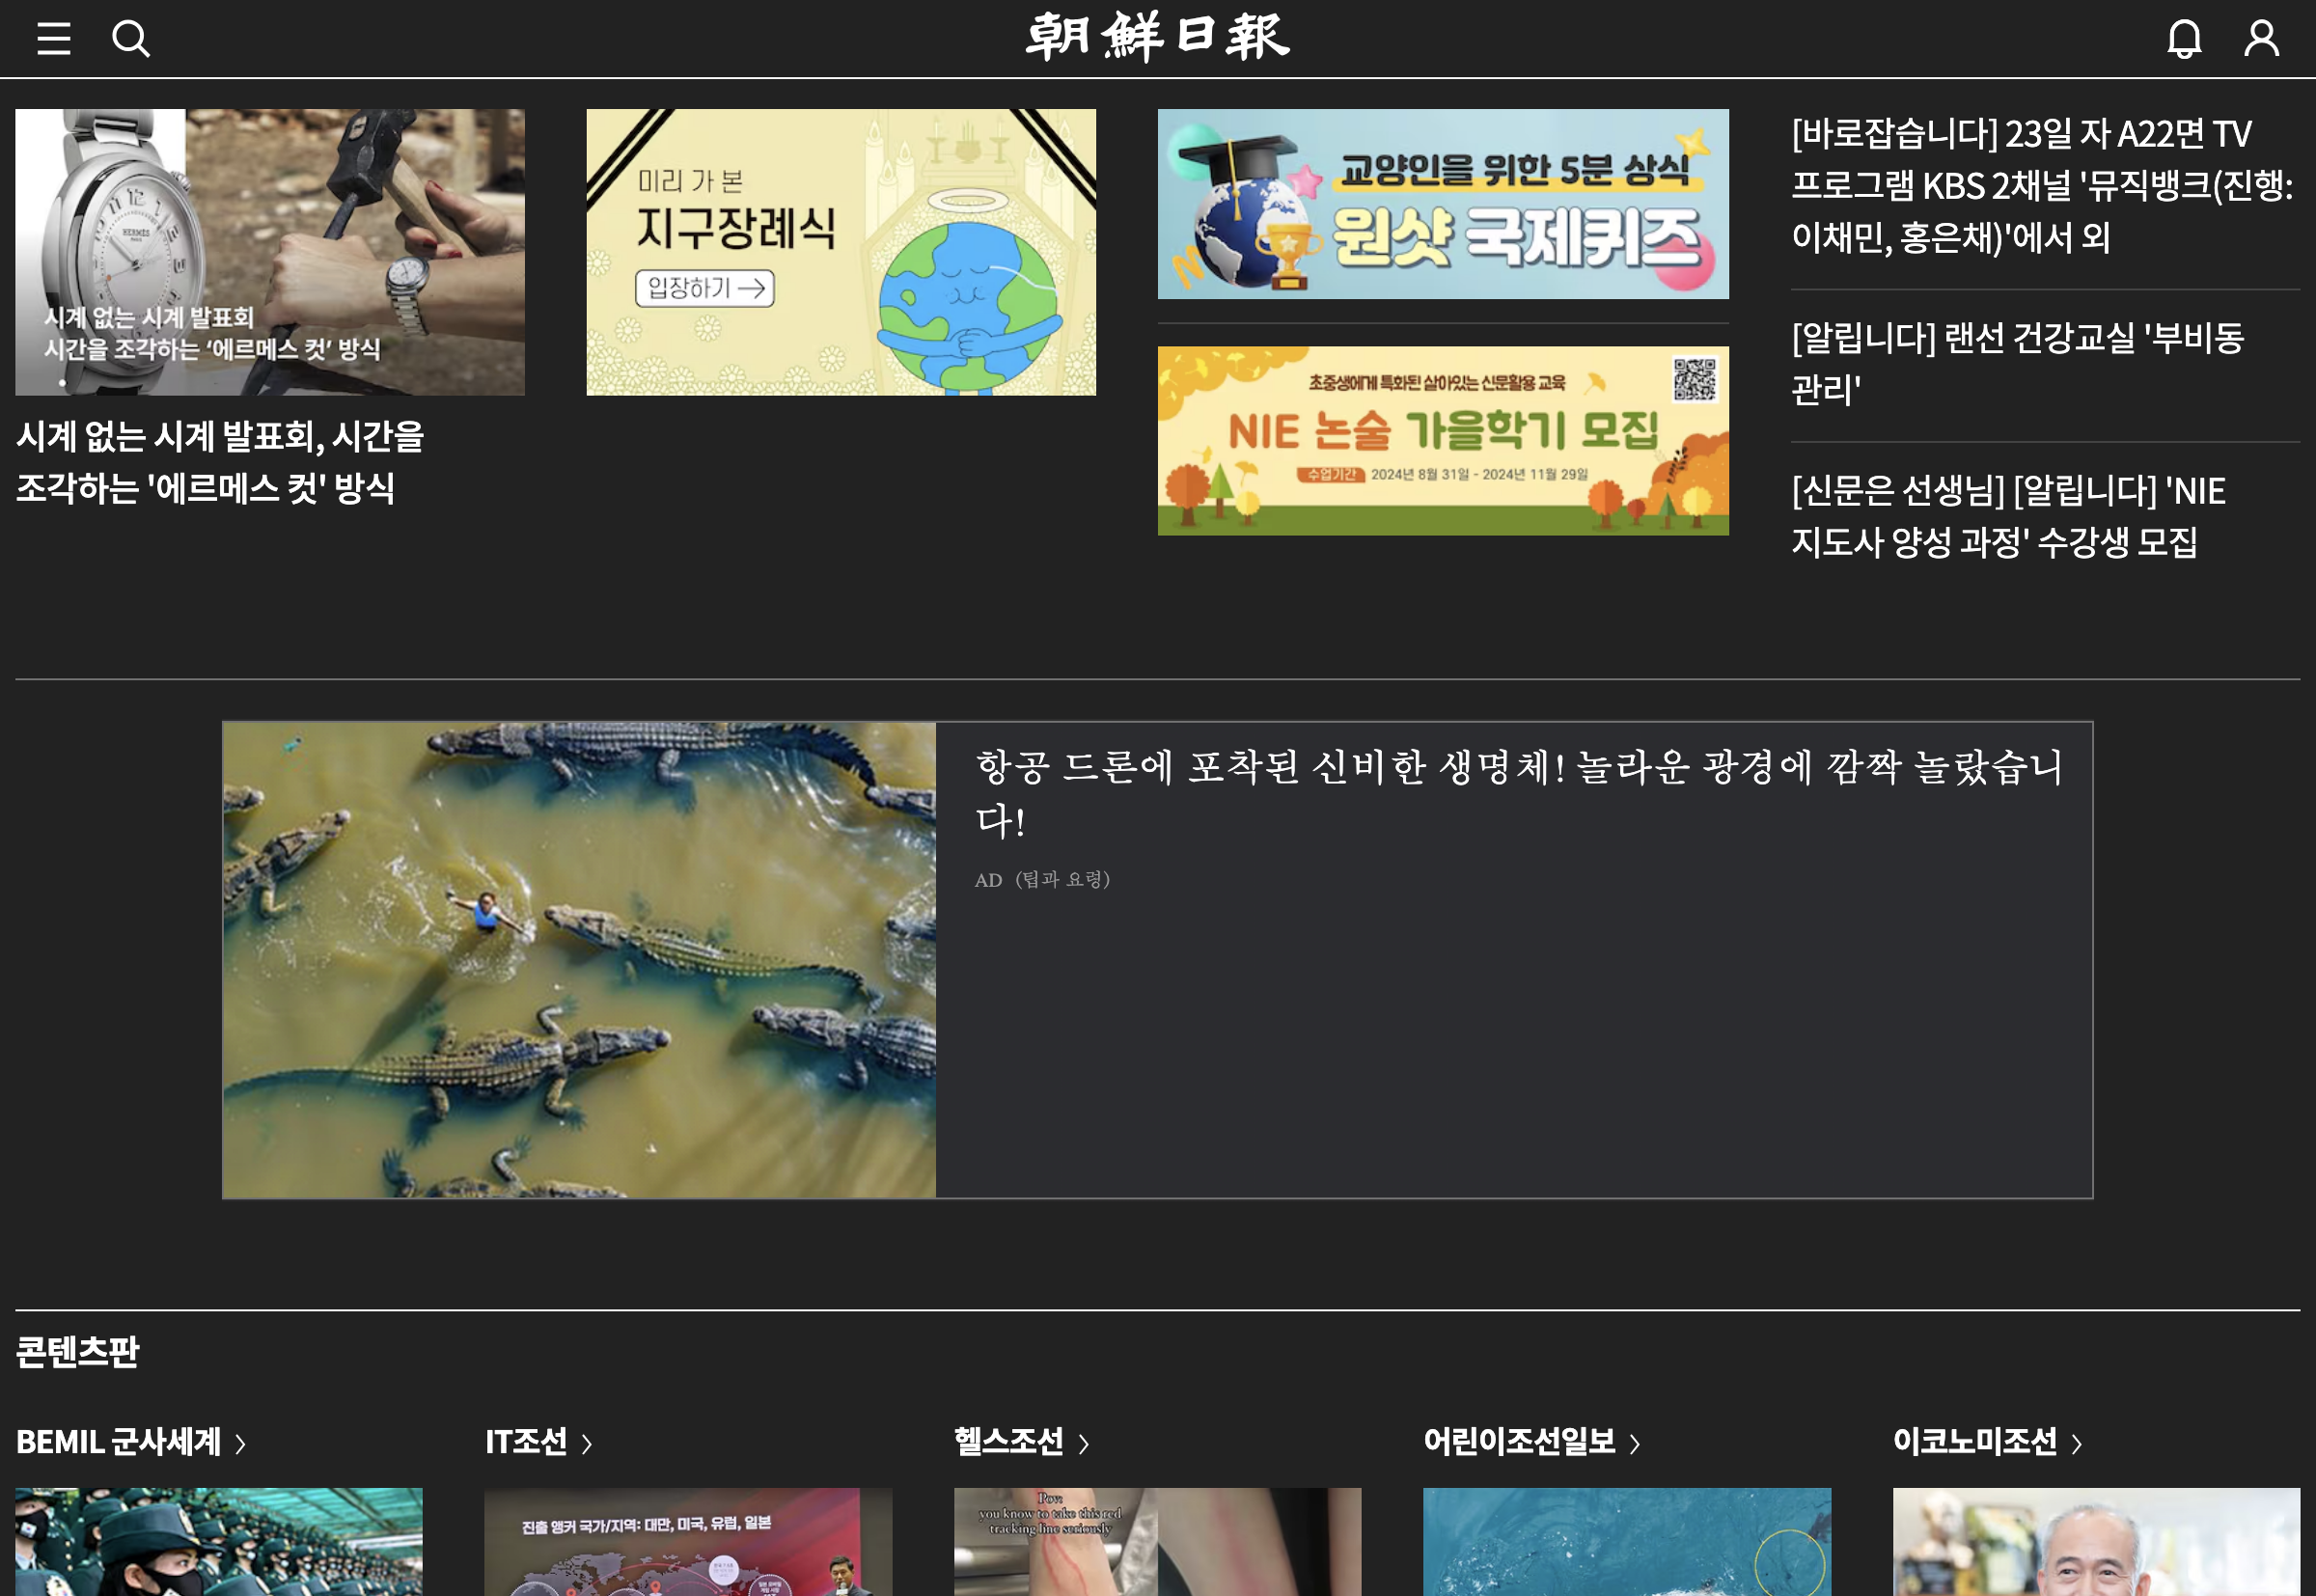 朝鮮日報
HERMÈS
PARIS
시계 없는 시계 발표회
시간을 조각하는 ‘에르메스 컷’ 방식
시계 없는 시계 발표회, 시간을
조각하는 '에르메스 컷' 방식
미리 가 본
지구장례식
입장하기
교양인을 위한 5분 상식
원샷 국제퀴즈
초중생에게 특화된 살아있는 신문활용 교육
NIE 논술 가을학기 모집
수업기간 2024년 8월 31일 - 2024년 11월 29일
[바로잡습니다] 23일 자 A22면 TV
프로그램 KBS 2채널 '뮤직뱅크(진행:
이채민, 홍은채)'에서 외
[알립니다] 랜선 건강교실 '부비동
관리'
[신문은 선생님] [알립니다] 'NIE
지도사 양성 과정' 수강생 모집
항공 드론에 포착된 신비한 생명체! 놀라운 광경에 깜짝 놀랐습니
다!
AD (팁과 요령)
콘텐츠판
BEMIL 군사세계
IT조선
헬스조선
어린이조선일보
이코노미조선
진출 앵커 국가/지역: 대만, 미국, 유럽, 일본
Pov:
you know to take this red
tracking line seriously